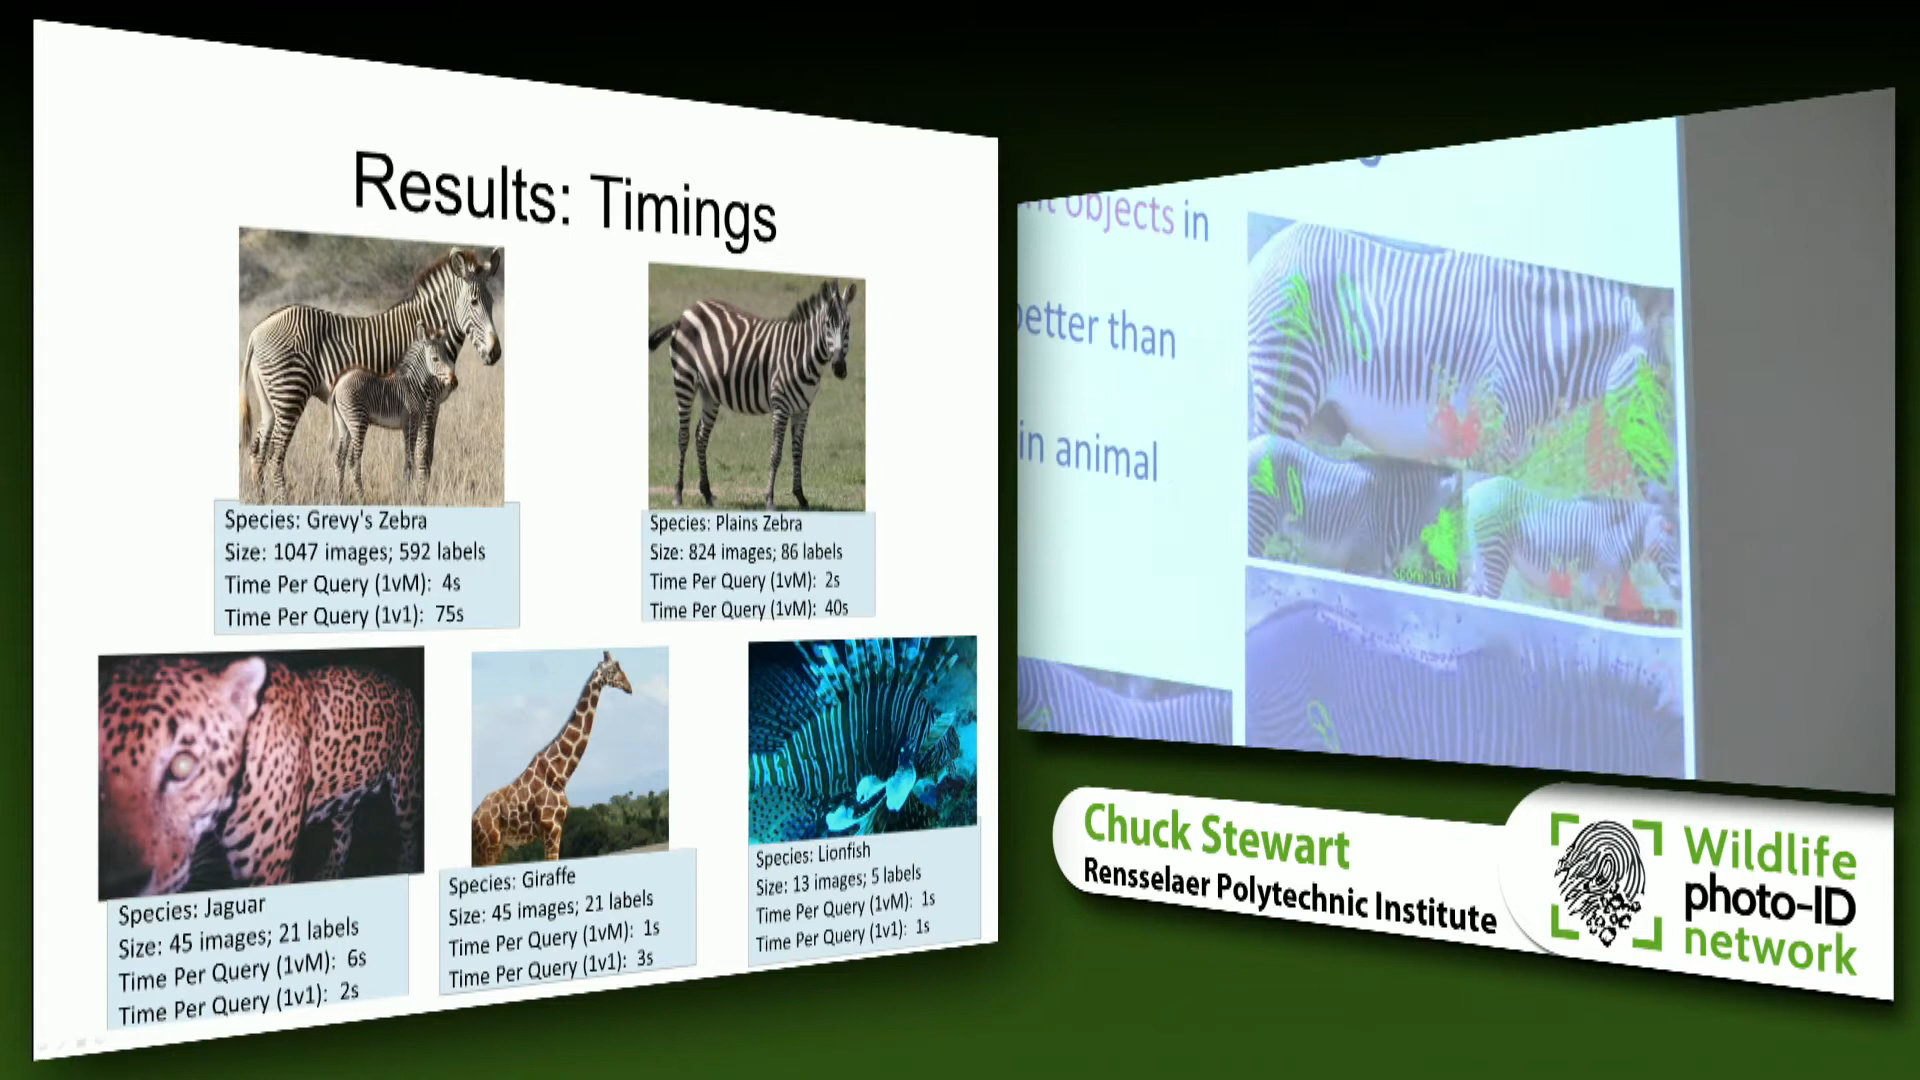 Results: Timings
Species: Grevy's Zebra
Size: 1047 images; 592 labels
Time Per Query (1vM): 4s
Time Per Query (1v1): 75s
Species: Plains Zebra
Size: 824 images; 86 labels
Time Per Query (1vM): 2s
Time Per Query (1vM): 40s
Species: Jaguar
Size: 45 images; 21 labels
Time Per Query (1vM): 6s
Time Per Query (1v1): 2s
Species: Giraffe
Size: 45 images; 21 labels
Time Per Query (1vM): 1s
Time Per Query (1v1): 3s
Species: Lionfish
Size: 13 images; 5 labels
Time Per Query (1vM): 1s
Time Per Query (1v1): 1s
objects in
better than
in animal
Chuck Stewart
Rensselaer Polytechnic Institute
Wildlife
photo-ID
network